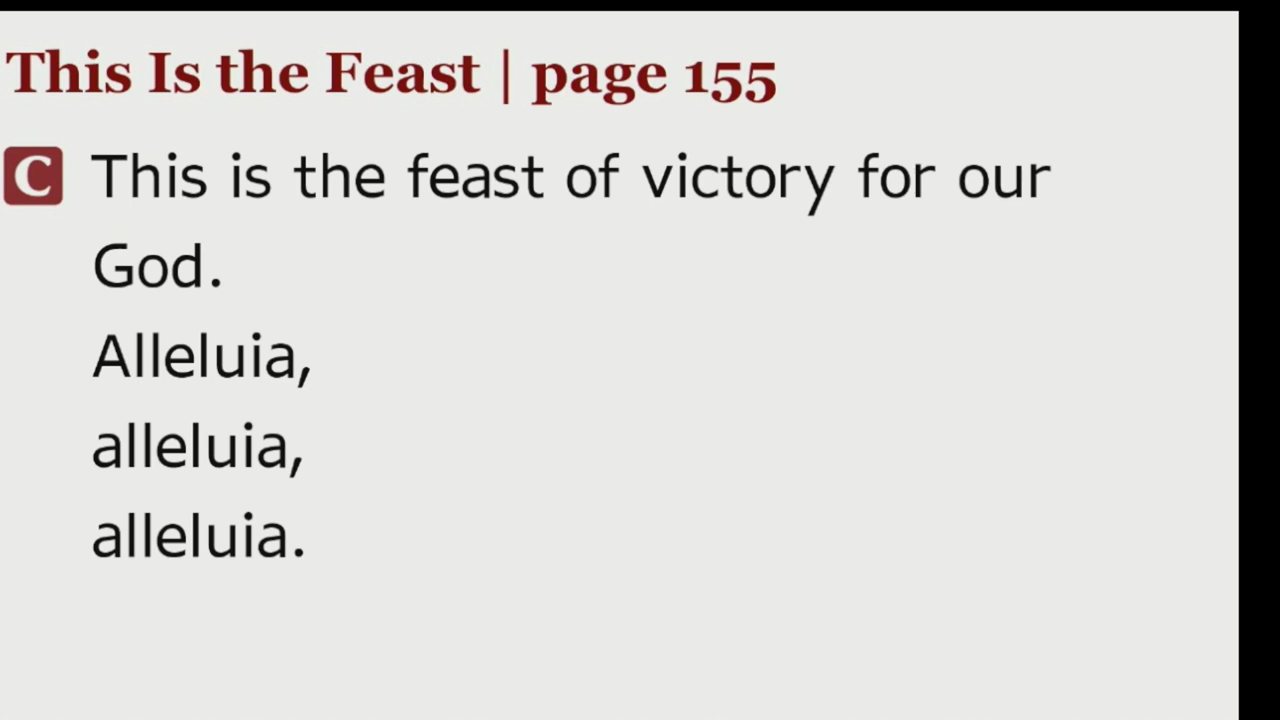 This Is the Feast | page 155
C This is the feast of victory for our
God.
Alleluia,
alleluia,
alleluia.